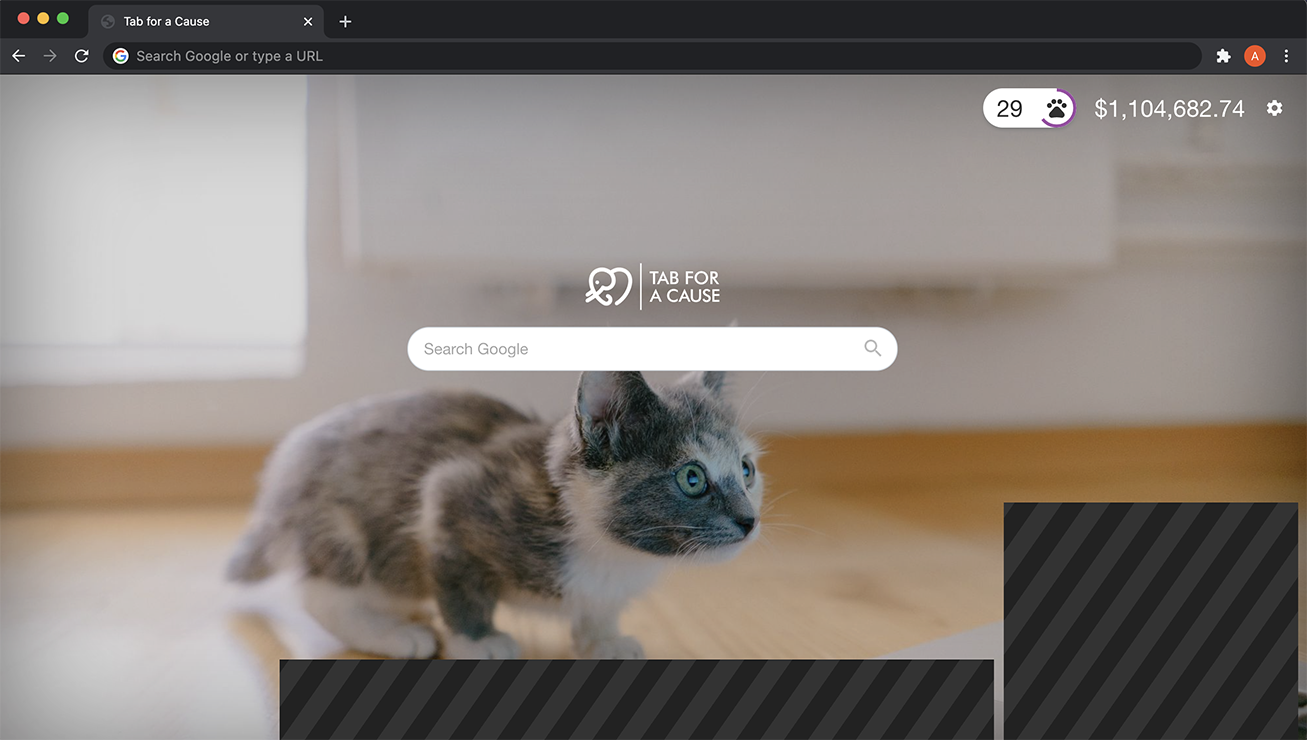 Tab for a Cause
Search Google or type a URL
A
29
$1,104,682.74
TAB FOR
A CAUSE
Search Google